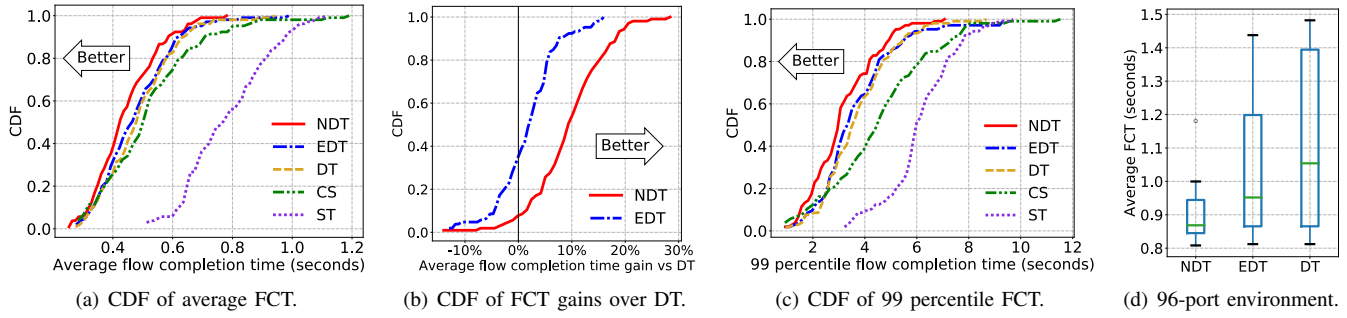 1.0
0.8
0.6
0.4
0.2
0.0
CDF
Better
NDT
EDT
DT
CS
ST
0.4 0.6 0.8 1.0 1.2
Average flow completion time (seconds)
(a) CDF of average FCT.
1.0
0.8
0.6
0.4
0.2
0.0
CDF
Better
NDT
EDT
-10% 0% 10% 20% 30%
Average flow completion time gain vs DT
(b) CDF of FCT gains over DT.
1.0
0.8
0.6
0.4
0.2
0.0
CDF
Better
NDT
EDT
DT
CS
ST
2 4 6 8 10 12
99 percentile flow completion time (seconds)
(c) CDF of 99 percentile FCT.
1.5
1.4
1.3
1.2
1.1
1.0
0.9
0.8
Average FCT (seconds)
NDT EDT DT
(d) 96-port environment.